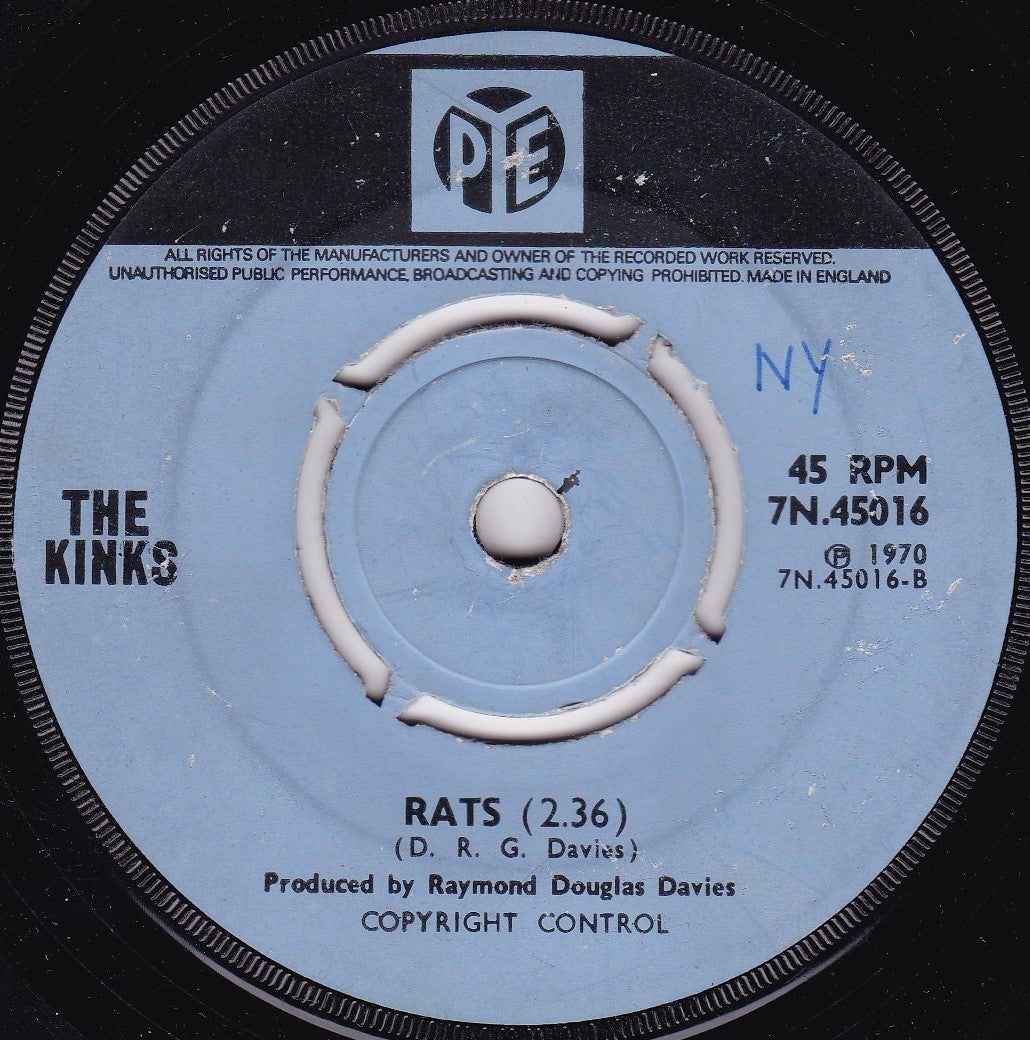 PYE
ALL RIGHTS OF THE MANUFACTURERS AND OWNER OF THE RECORDED WORK RESERVED.
UNAUTHORISED PUBLIC PERFORMANCE, BROADCASTING AND COPYING PROHIBITED. MADE IN ENGLAND
NY
45 RPM
7N.45016
℗ 1970
7N.45016-B
THE
KINKS
RATS (2.36)
(D. R. G. Davies)
Produced by Raymond Douglas Davies
COPYRIGHT CONTROL